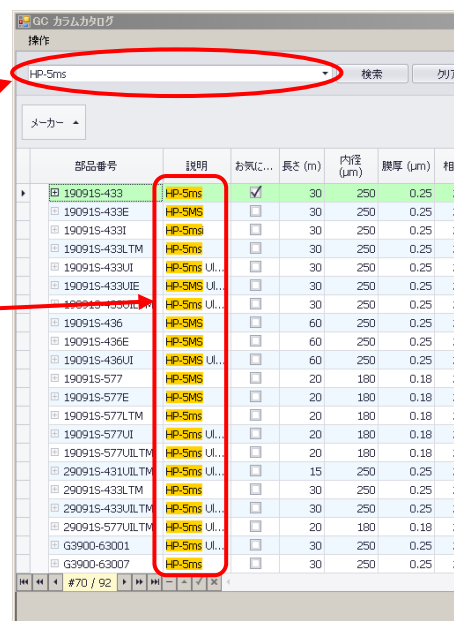 GC カラムカタログ
操作
HP-5ms 検索 クリア
メーカー
部品番号 説明 お気に... 長さ (m) 内径 (μm) 膜厚 (μm) 相
19091S-433 HP-5ms 30 250 0.25
19091S-433E HP-5MS 30 250 0.25
19091S-433I HP-5msi 30 250 0.25
19091S-433LTM HP-5ms 30 250 0.25
19091S-433UI HP-5ms Ul... 30 250 0.25
19091S-433UIE HP-5MS Ul... 30 250 0.25
19091S-433UILTM HP-5ms Ul... 30 250 0.25
19091S-436 HP-5MS 60 250 0.25
19091S-436E HP-5MS 60 250 0.25
19091S-436UI HP-5MS Ul... 60 250 0.25
19091S-577 HP-5MS 20 180 0.18
19091S-577E HP-5MS 20 180 0.18
19091S-577LTM HP-5ms 20 180 0.18
19091S-577UI HP-5ms Ul... 20 180 0.18
19091S-577UILTM HP-5ms Ul... 20 180 0.18
29091S-431UILTM HP-5ms Ul... 15 250 0.25
29091S-433LTM HP-5ms 30 250 0.25
29091S-433UILTM HP-5ms Ul... 30 250 0.25
29091S-577UILTM HP-5ms Ul... 20 180 0.18
G3900-63001 HP-5ms Ul... 30 250 0.25
G3900-63007 HP-5ms 30 250 0.25
#70 / 92